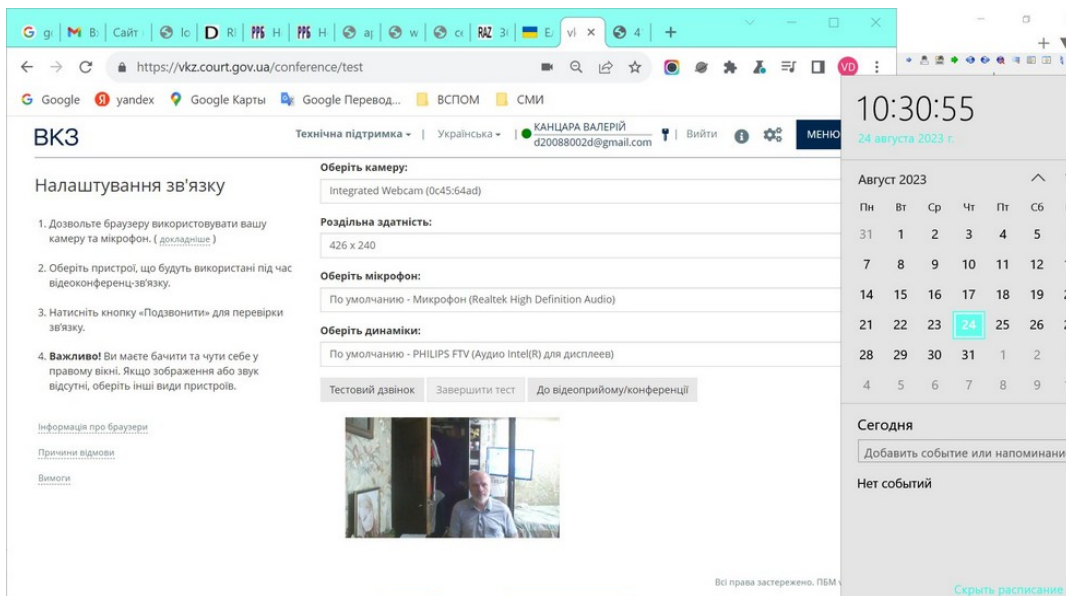 Сайт
https://vkz.court.gov.ua/conference/test
VD
Google yandex Google Карты Google Перевод... ВСПОМ СМИ
ВКЗ
Технічна підтримка | Українська | КАНЦАРА ВАЛЕРІЙ
d20088002d@gmail.com
| Вийти
МЕНЮ
Налаштування зв'язку
1. Дозвольте браузеру використовувати вашу
камеру та мікрофон. ( докладніше )
2. Оберіть пристрої, що будуть використані під час
відеоконференц-зв'язку.
3. Натисніть кнопку «Подзвонити» для перевірки
зв'язку.
4. Важливо! Ви маєте бачити та чути себе у
правому вікні. Якщо зображення або звук
відсутні, оберіть інші види пристроїв.
Інформація про браузери
Причини відмови
Вимоги
Оберіть камеру:
Integrated Webcam (0c45:64ad)
Роздільна здатність:
426 x 240
Оберіть мікрофон:
По умолчанию - Микрофон (Realtek High Definition Audio)
Оберіть динаміки:
По умолчанию - PHILIPS FTV (Аудио Intel(R) для дисплеев)
Тестовий дзвінок Завершити тест До відеоприйому/конференції
Всі права застережено. ПБМ
10:30:55
24 августа 2023 г.
Август 2023
Пн Вт Ср Чт Пт Сб
31 1 2 3 4 5
7 8 9 10 11 12
14 15 16 17 18 19
21 22 23 24 25 26
28 29 30 31 1 2
4 5 6 7 8 9
Сегодня
Добавить событие или напоминани
Нет событий
Скрыть расписание